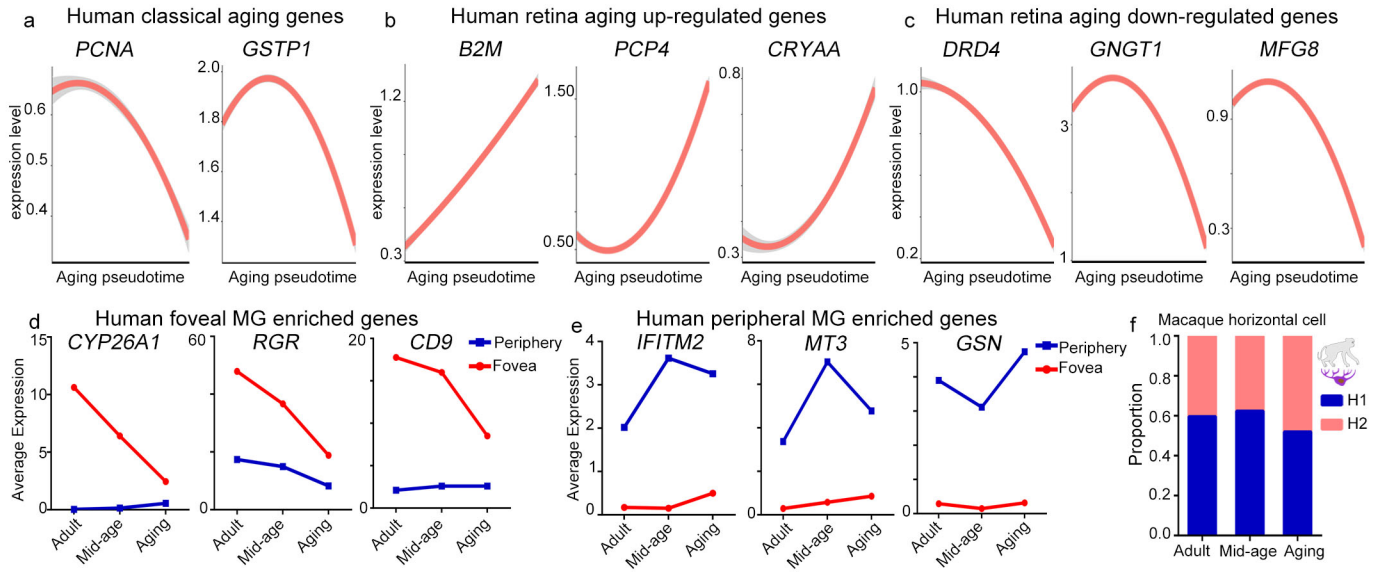 a
Human classical aging genes
PCNA
GSTP1
expression level
0.6
0.5
0.4
2.0
1.8
1.6
1.4
Aging pseudotime
Aging pseudotime
b
Human retina aging up-regulated genes
B2M
PCP4
CRYAA
expression level
1.2
0.3
1.50
0.50
0.8
0.3
Aging pseudotime
Aging pseudotime
Aging pseudotime
c
Human retina aging down-regulated genes
DRD4
GNGT1
MFG8
expression level
1.0
0.2
3
1
0.9
0.3
Aging pseudotime
Aging pseudotime
Aging pseudotime
d
Human foveal MG enriched genes
CYP26A1
RGR
CD9
Periphery
Fovea
Average Expression
15
10
5
0
60
0
20
0
Adult
Mid-age
Aging
Adult
Mid-age
Aging
Adult
Mid-age
Aging
e
Human peripheral MG enriched genes
IFITM2
MT3
GSN
Periphery
Fovea
Average Expression
4
3
2
1
0
8
0
5
0
Adult
Mid-age
Aging
Adult
Mid-age
Aging
Adult
Mid-age
Aging
f
Macaque horizontal cell
Proportion
1.0
0.8
0.6
0.4
0.2
0.0
H1
H2
Adult
Mid-age
Aging